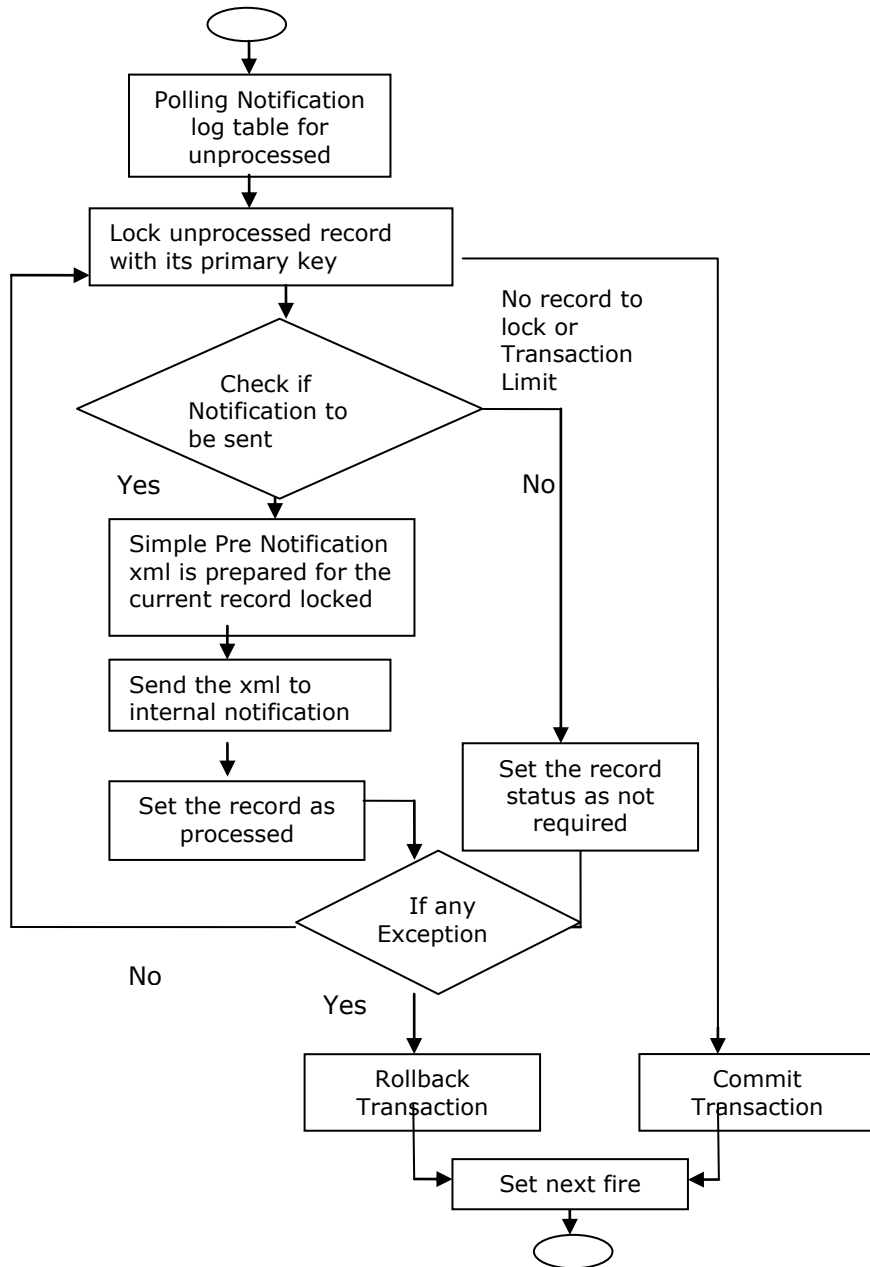 Polling Notification
log table for
unprocessed
Lock unprocessed record
with its primary key
No record to
lock or
Transaction
Limit
Check if
Notification to
be sent
Yes
No
Simple Pre Notification
xml is prepared for the
current record locked
Send the xml to
internal notification
Set the record as
processed
Set the record
status as not
required
If any
Exception
No
Yes
Rollback
Transaction
Commit
Transaction
Set next fire